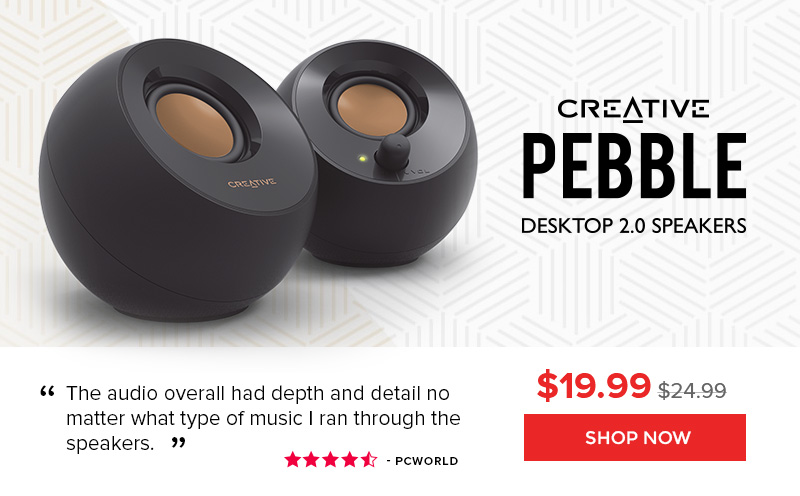 CREATIVE
PEBBLE
DESKTOP 2.0 SPEAKERS
CREATIVE
“ The audio overall had depth and detail no
matter what type of music I ran through the
speakers. ”
- PCWORLD
$19.99 $24.99
SHOP NOW